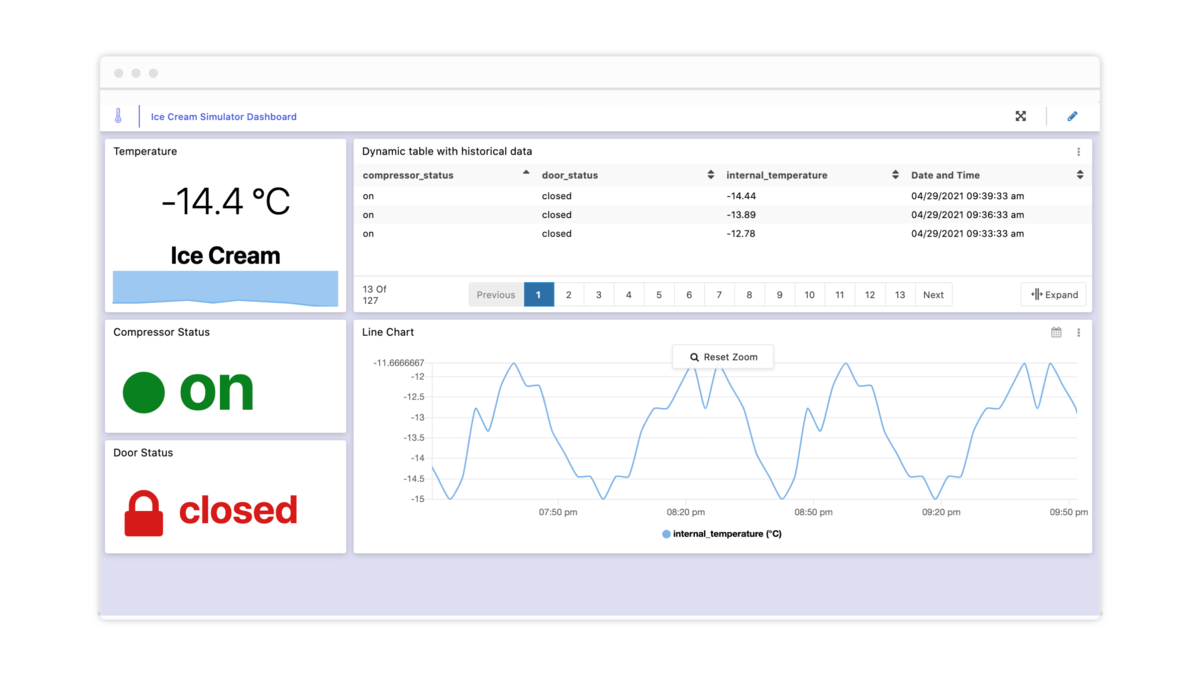 Ice Cream Simulator Dashboard
Temperature
-14.4 °C
Ice Cream
Dynamic table with historical data
compressor_status door_status internal_temperature Date and Time
on closed -14.44 04/29/2021 09:39:33 am
on closed -13.89 04/29/2021 09:36:33 am
on closed -12.78 04/29/2021 09:33:33 am
13 Of
127
Previous 1 2 3 4 5 6 7 8 9 10 11 12 13 Next
Expand
Compressor Status
on
Door Status
closed
Line Chart
Reset Zoom
-11.6666667
-12
-12.5
-13
-13.5
-14
-14.5
-15
07:50 pm 08:20 pm 08:50 pm 09:20 pm 09:50 pm
internal_temperature (°C)